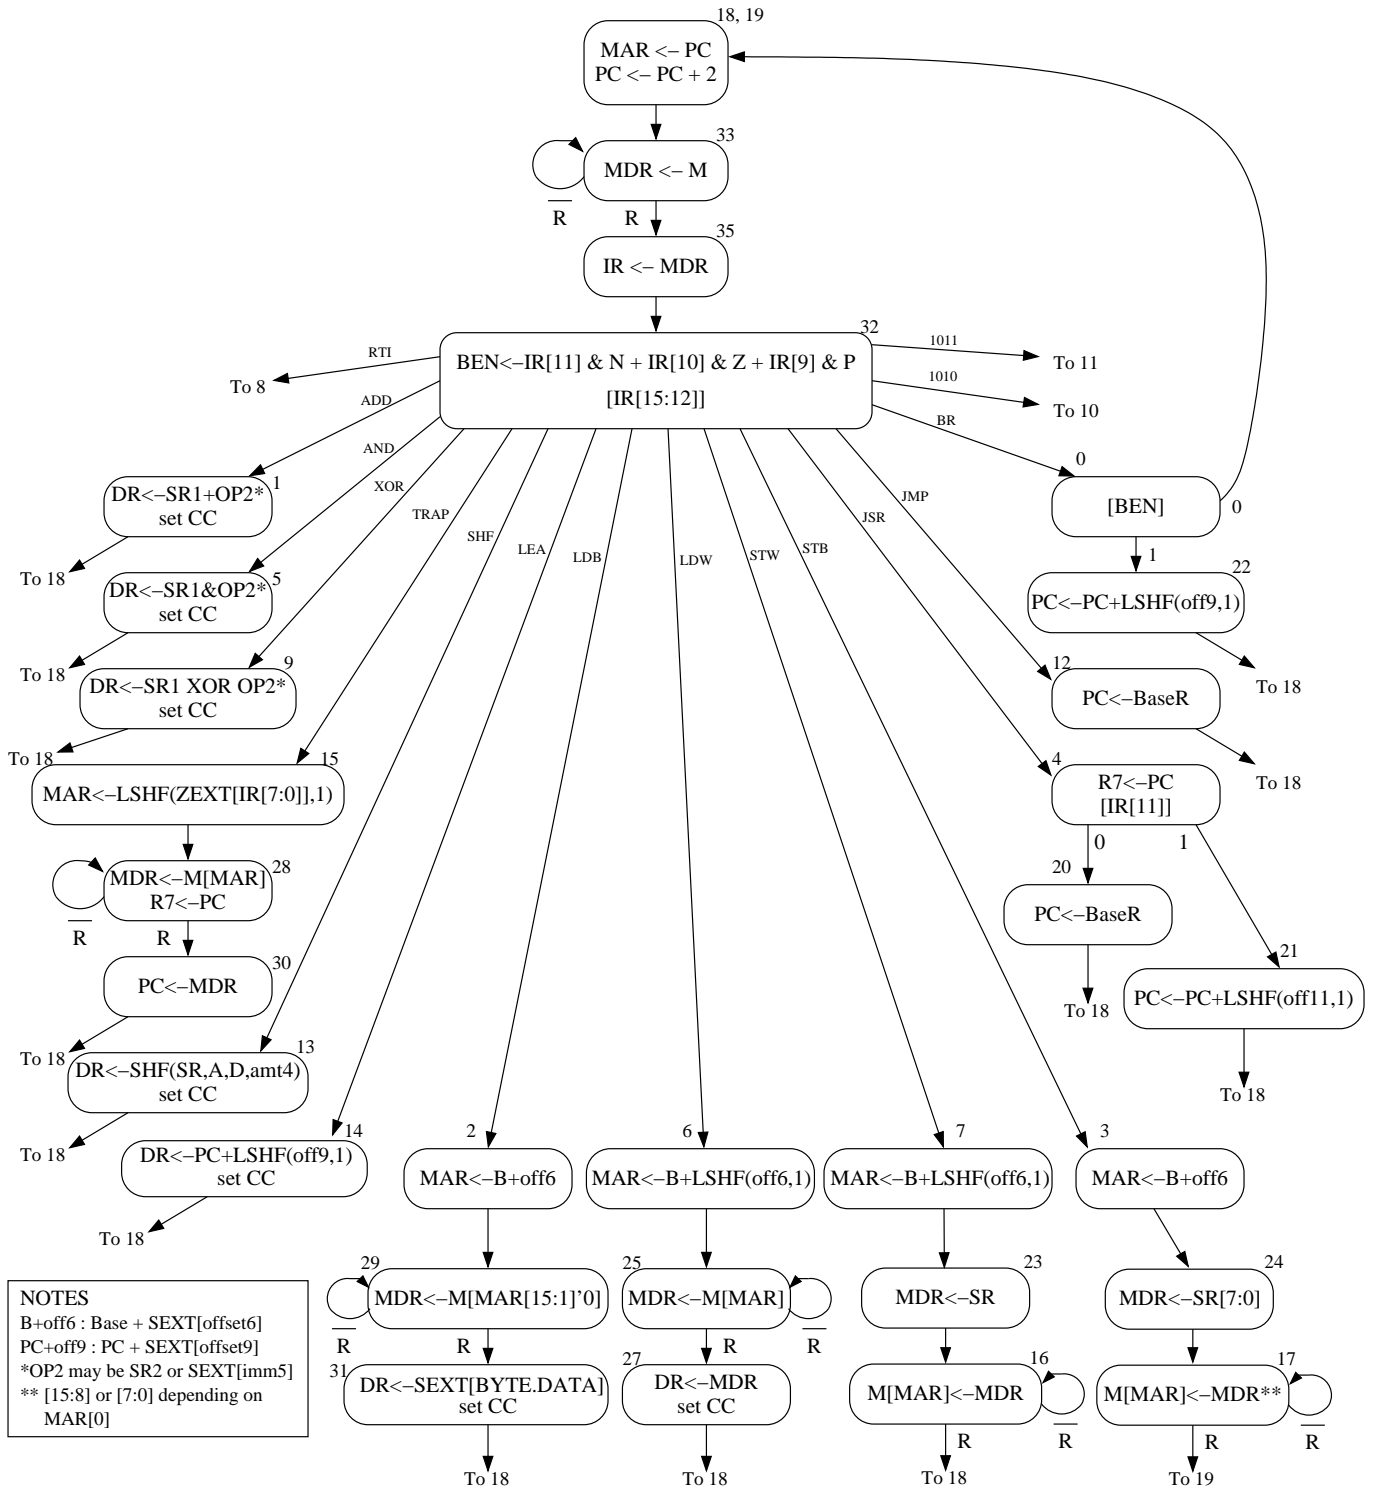 18, 19
MAR <– PC
PC <– PC + 2
33
MDR <– M
R
R
35
IR <– MDR
32
BEN<–IR[11] & N + IR[10] & Z + IR[9] & P
[IR[15:12]]
RTI
To 8
1011
To 11
1010
To 10
ADD
AND
XOR
TRAP
SHF
LEA
LDB
LDW
STW
STB
JSR
JMP
BR
1
DR<–SR1+OP2*
set CC
To 18
5
DR<–SR1&OP2*
set CC
To 18
9
DR<–SR1 XOR OP2*
set CC
To 18
15
MAR<–LSHF(ZEXT[IR[7:0]],1)
28
MDR<–M[MAR]
R7<–PC
R
R
30
PC<–MDR
To 18
13
DR<–SHF(SR,A,D,amt4)
set CC
To 18
14
DR<–PC+LSHF(off9,1)
set CC
To 18
0
[BEN]
0
1
22
PC<–PC+LSHF(off9,1)
To 18
12
PC<–BaseR
To 18
4
R7<–PC
[IR[11]]
0
1
20
PC<–BaseR
To 18
21
PC<–PC+LSHF(off11,1)
To 18
2
MAR<–B+off6
29
MDR<–M[MAR[15:1]’0]
R
R
31
DR<–SEXT[BYTE.DATA]
set CC
To 18
6
MAR<–B+LSHF(off6,1)
25
MDR<–M[MAR]
R
R
27
DR<–MDR
set CC
To 18
7
MAR<–B+LSHF(off6,1)
23
MDR<–SR
16
M[MAR]<–MDR
R
R
To 18
3
MAR<–B+off6
24
MDR<–SR[7:0]
17
M[MAR]<–MDR**
R
R
To 19
NOTES
B+off6 : Base + SEXT[offset6]
PC+off9 : PC + SEXT[offset9]
*OP2 may be SR2 or SEXT[imm5]
** [15:8] or [7:0] depending on
MAR[0]